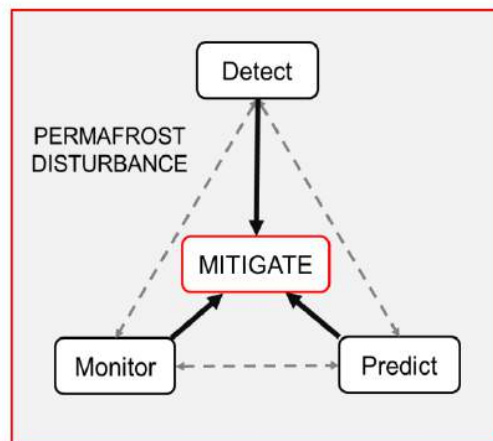 Detect
PERMAFROST
DISTURBANCE
MITIGATE
Monitor
Predict